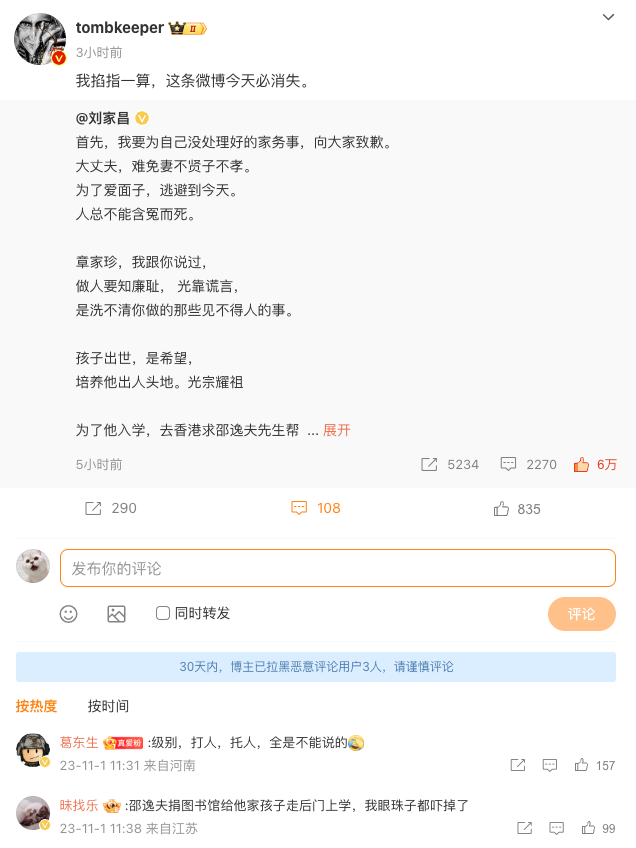 tombkeeper II
3小时前
我掐指一算，这条微博今天必消失。
@刘家昌
首先，我要为自己没处理好的家务事，向大家致歉。
大丈夫，难免妻不贤子不孝。
为了爱面子，逃避到今天。
人总不能含冤而死。
章家珍，我跟你说过，
做人要知廉耻， 光靠谎言，
是洗不清你做的那些见不得人的事。
孩子出世，是希望，
培养他出人头地。光宗耀祖
为了他入学，去香港求邵逸夫先生帮 ... 展开
5小时前 5234 2270 6万
290 108 835
发布你的评论
同时转发 评论
30天内，博主已拉黑恶意评论用户3人，请谨慎评论
按热度 按时间
葛东生 真爱粉 :级别，打人，托人，全是不能说的
23-11-1 11:31 来自河南 157
昧找乐 :邵逸夫捐图书馆给他家孩子走后门上学，我眼珠子都吓掉了
23-11-1 11:38 来自江苏 99